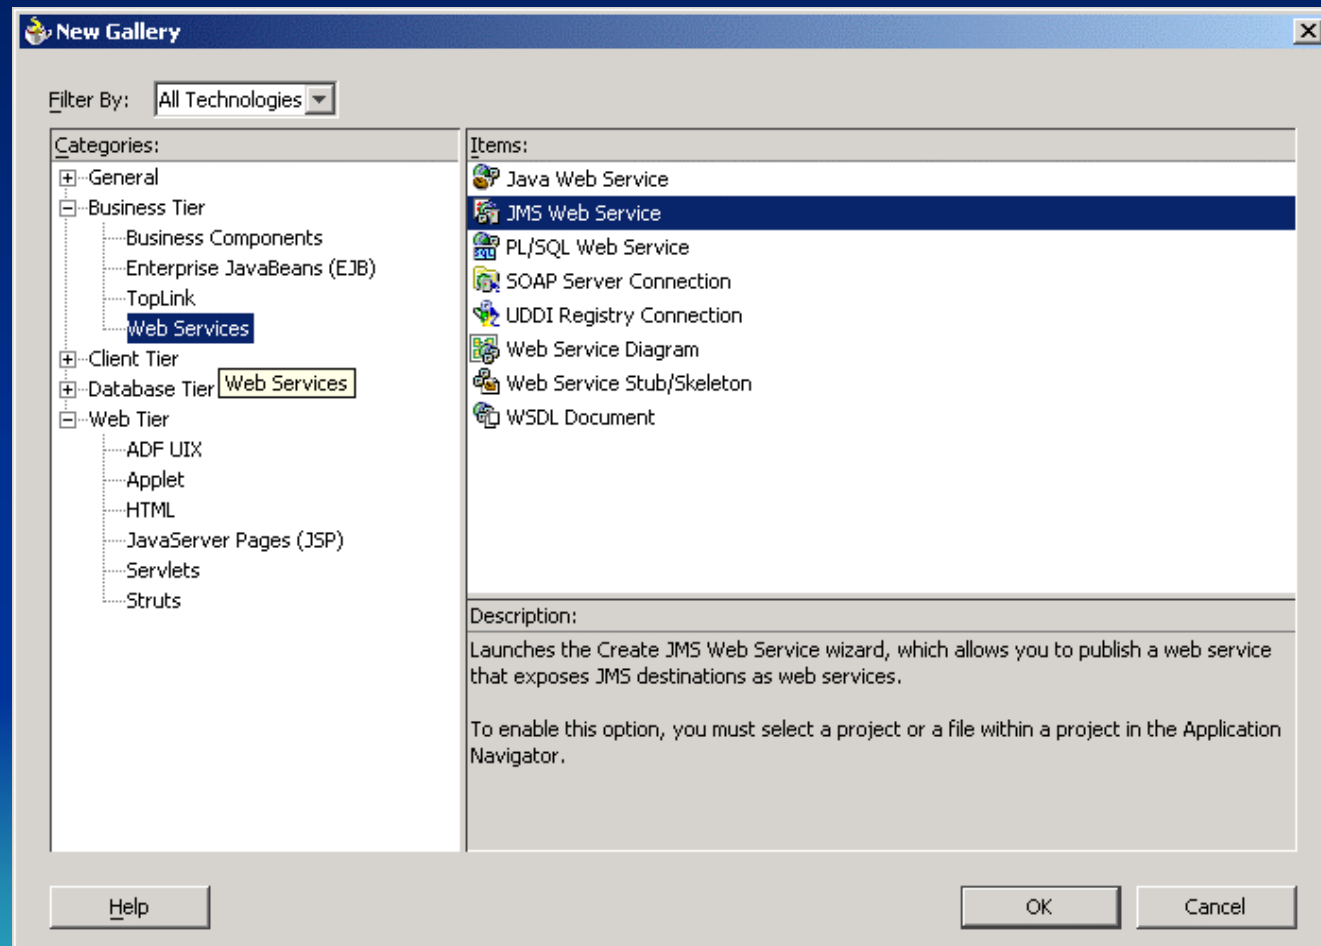 New Gallery
Filter By: All Technologies
Categories:
General
Business Tier
Business Components
Enterprise JavaBeans (EJB)
TopLink
Web Services
Client Tier
Database Tier
Web Services
Web Tier
ADF UIX
Applet
HTML
JavaServer Pages (JSP)
Servlets
Struts
Items:
Java Web Service
JMS Web Service
PL/SQL Web Service
SOAP Server Connection
UDDI Registry Connection
Web Service Diagram
Web Service Stub/Skeleton
WSDL Document
Description:
Launches the Create JMS Web Service wizard, which allows you to publish a web service
that exposes JMS destinations as web services.
To enable this option, you must select a project or a file within a project in the Application
Navigator.
Help
OK
Cancel